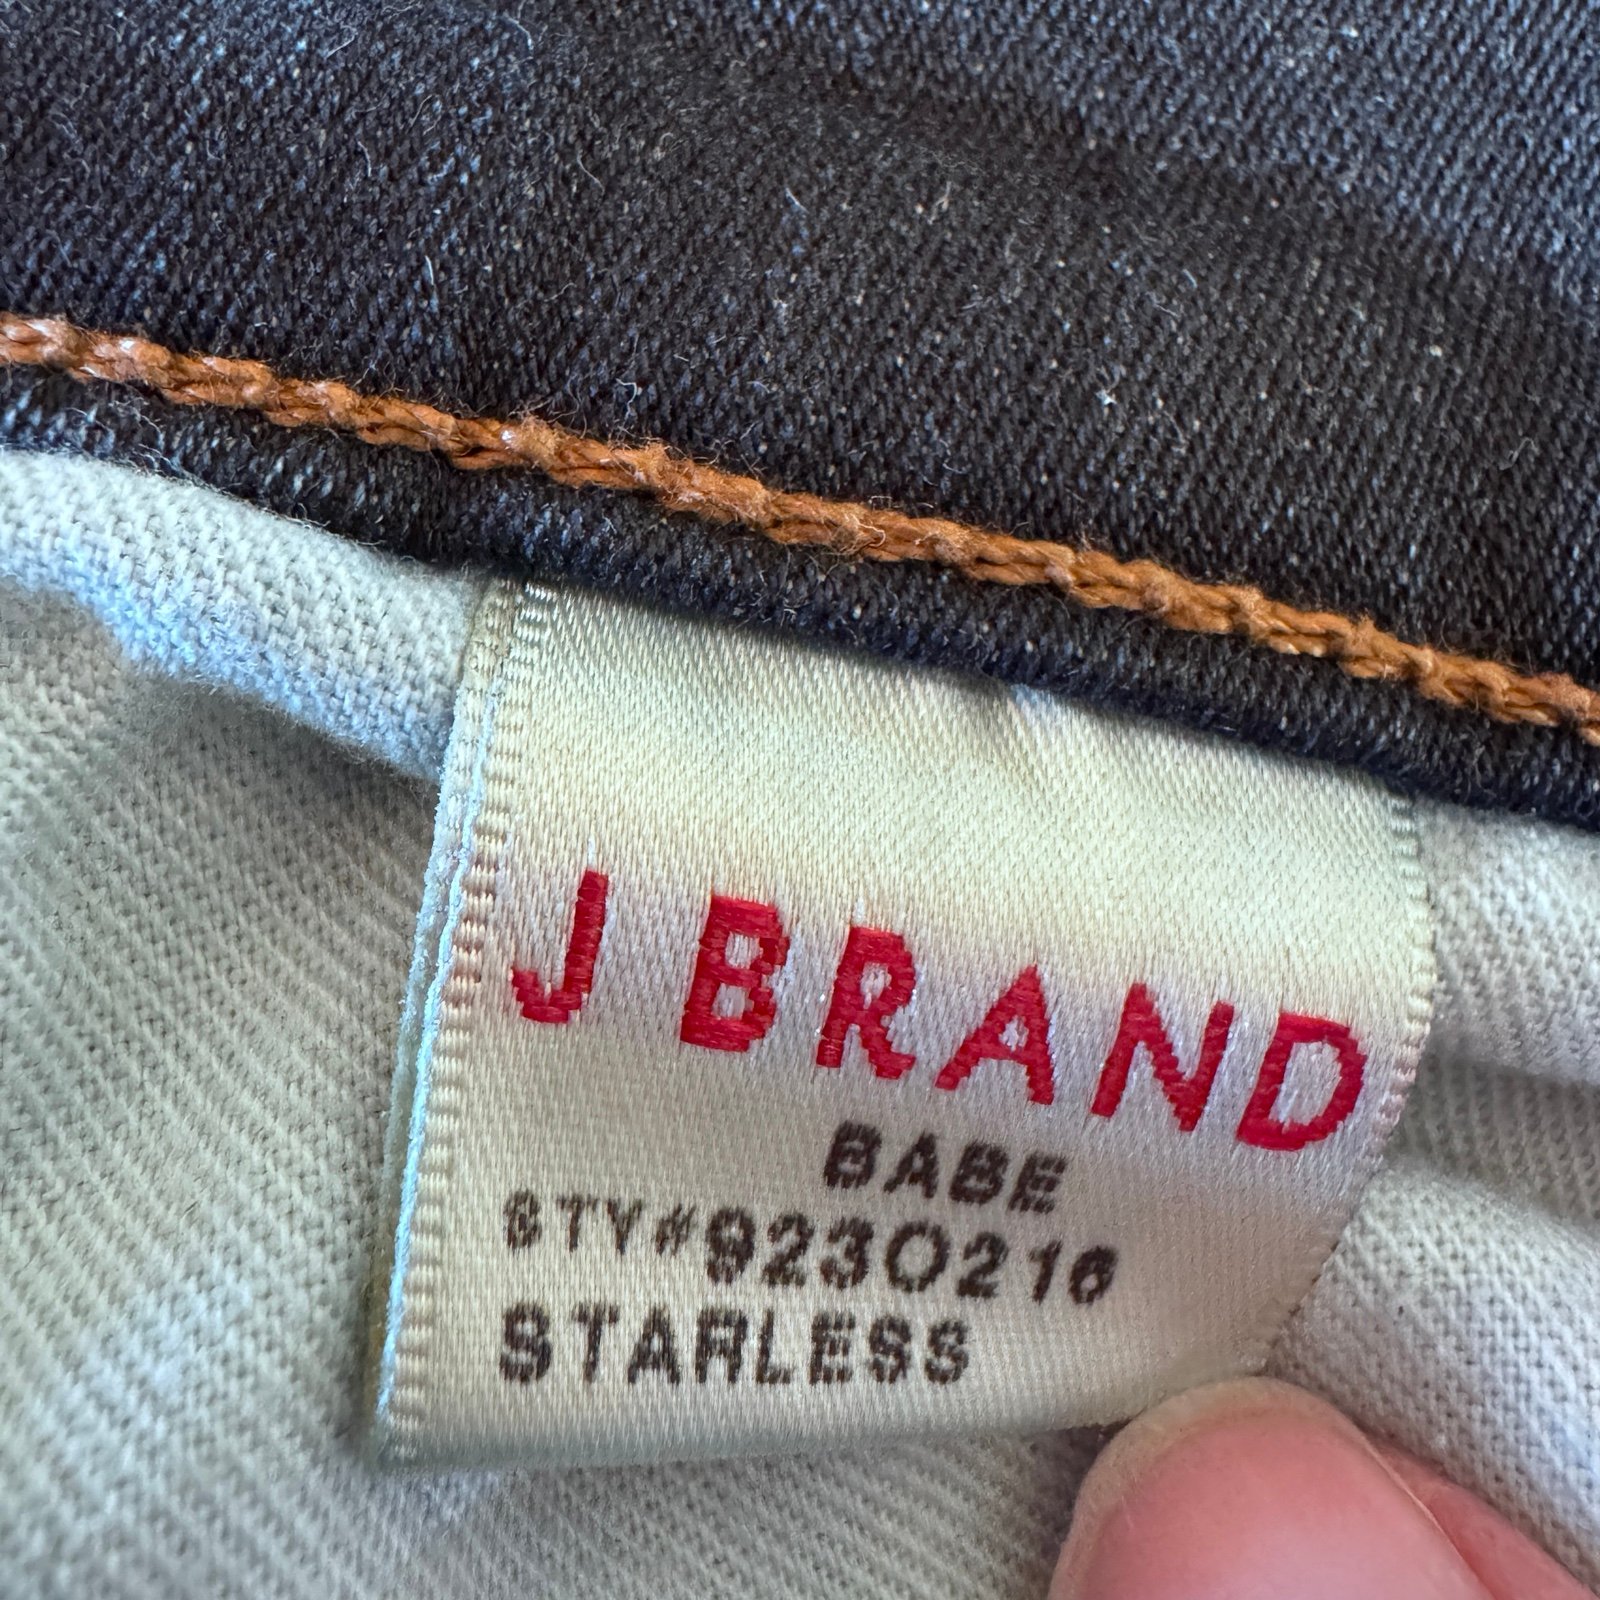 J BRAND
BABE
STY#9230216
STARLESS